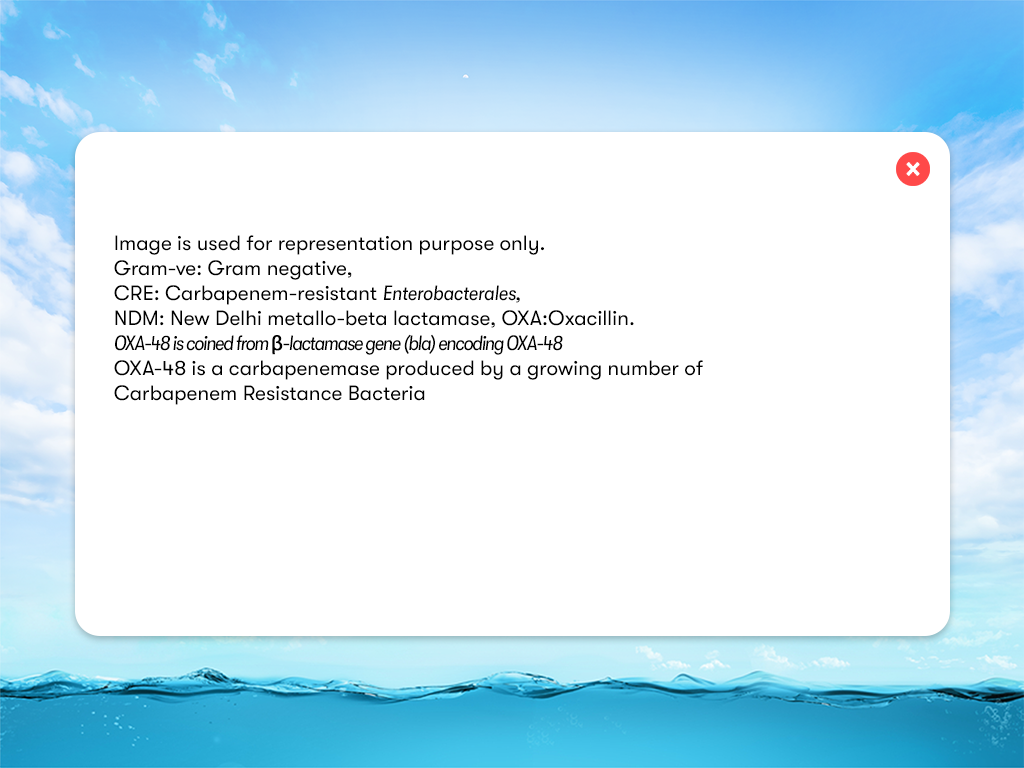 Image is used for representation purpose only.
Gram-ve: Gram negative,
CRE: Carbapenem-resistant Enterobacterales,
NDM: New Delhi metallo-beta lactamase, OXA:Oxacillin.
OXA-48 is coined from β-lactamase gene (bla) encoding OXA-48
OXA-48 is a carbapenemase produced by a growing number of
Carbapenem Resistance Bacteria